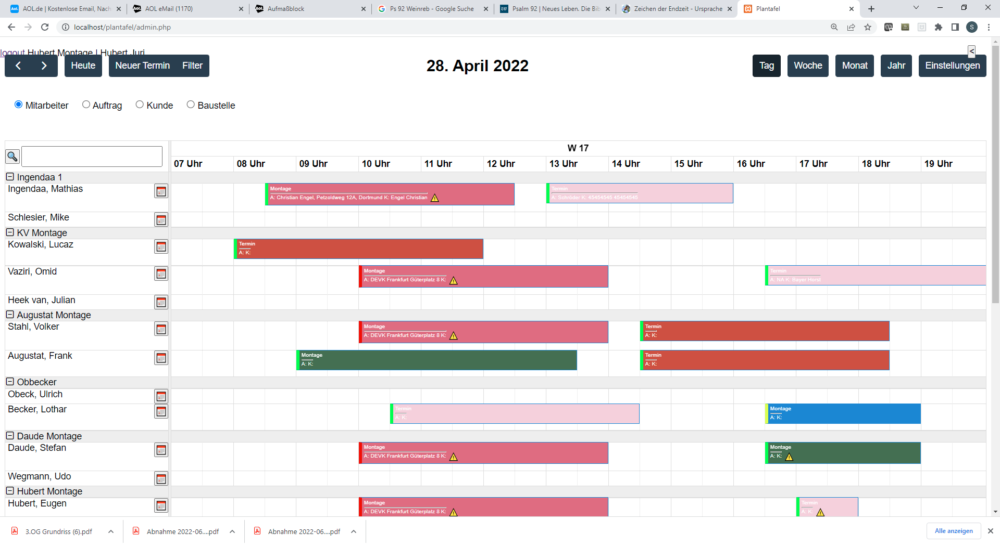 AOL.de | Kostenlose Email, Nach
AOL eMail (1170)
Aufmaßblock
Ps 92 Weinreb - Google Suche
Psalm 92 | Neues Leben. Die Bib
Zeichen der Endzeit - Ursprache
Plantafel
localhost/plantafel/admin.php
S
logout Hubert Montage | Hubert Juri
<
Heute
Neuer Termin
Filter
28. April 2022
Tag
Woche
Monat
Jahr
Einstellungen
Mitarbeiter
Auftrag
Kunde
Baustelle
W 17
07 Uhr
08 Uhr
09 Uhr
10 Uhr
11 Uhr
12 Uhr
13 Uhr
14 Uhr
15 Uhr
16 Uhr
17 Uhr
18 Uhr
19 Uhr
Ingendaa 1
Ingendaa, Mathias
Montage
A: Christian Engel, Petzoldweg 12A, Dortmund K: Engel Christian
Termin
A: Schröder K: 45454545 45454545
Schlesier, Mike
KV Montage
Kowalski, Lucaz
Termin
A: K:
Vaziri, Omid
Montage
A: DEVK Frankfurt Güterplatz 8 K:
Termin
A: NA K: Bayer Horst
Heek van, Julian
Augustat Montage
Stahl, Volker
Montage
A: DEVK Frankfurt Güterplatz 8 K:
Termin
A: K:
Augustat, Frank
Montage
A: K:
Termin
A: K:
Obbecker
Obeck, Ulrich
Becker, Lothar
Termin
A: K:
Montage
A: K:
Daude Montage
Daude, Stefan
Montage
A: DEVK Frankfurt Güterplatz 8 K:
Montage
A: K:
Wegmann, Udo
Hubert Montage
Hubert, Eugen
Montage
A: DEVK Frankfurt Güterplatz 8 K:
Termin
A: K:
3.OG Grundriss (6).pdf
Abnahme 2022-06....pdf
Abnahme 2022-06....pdf
Alle anzeigen